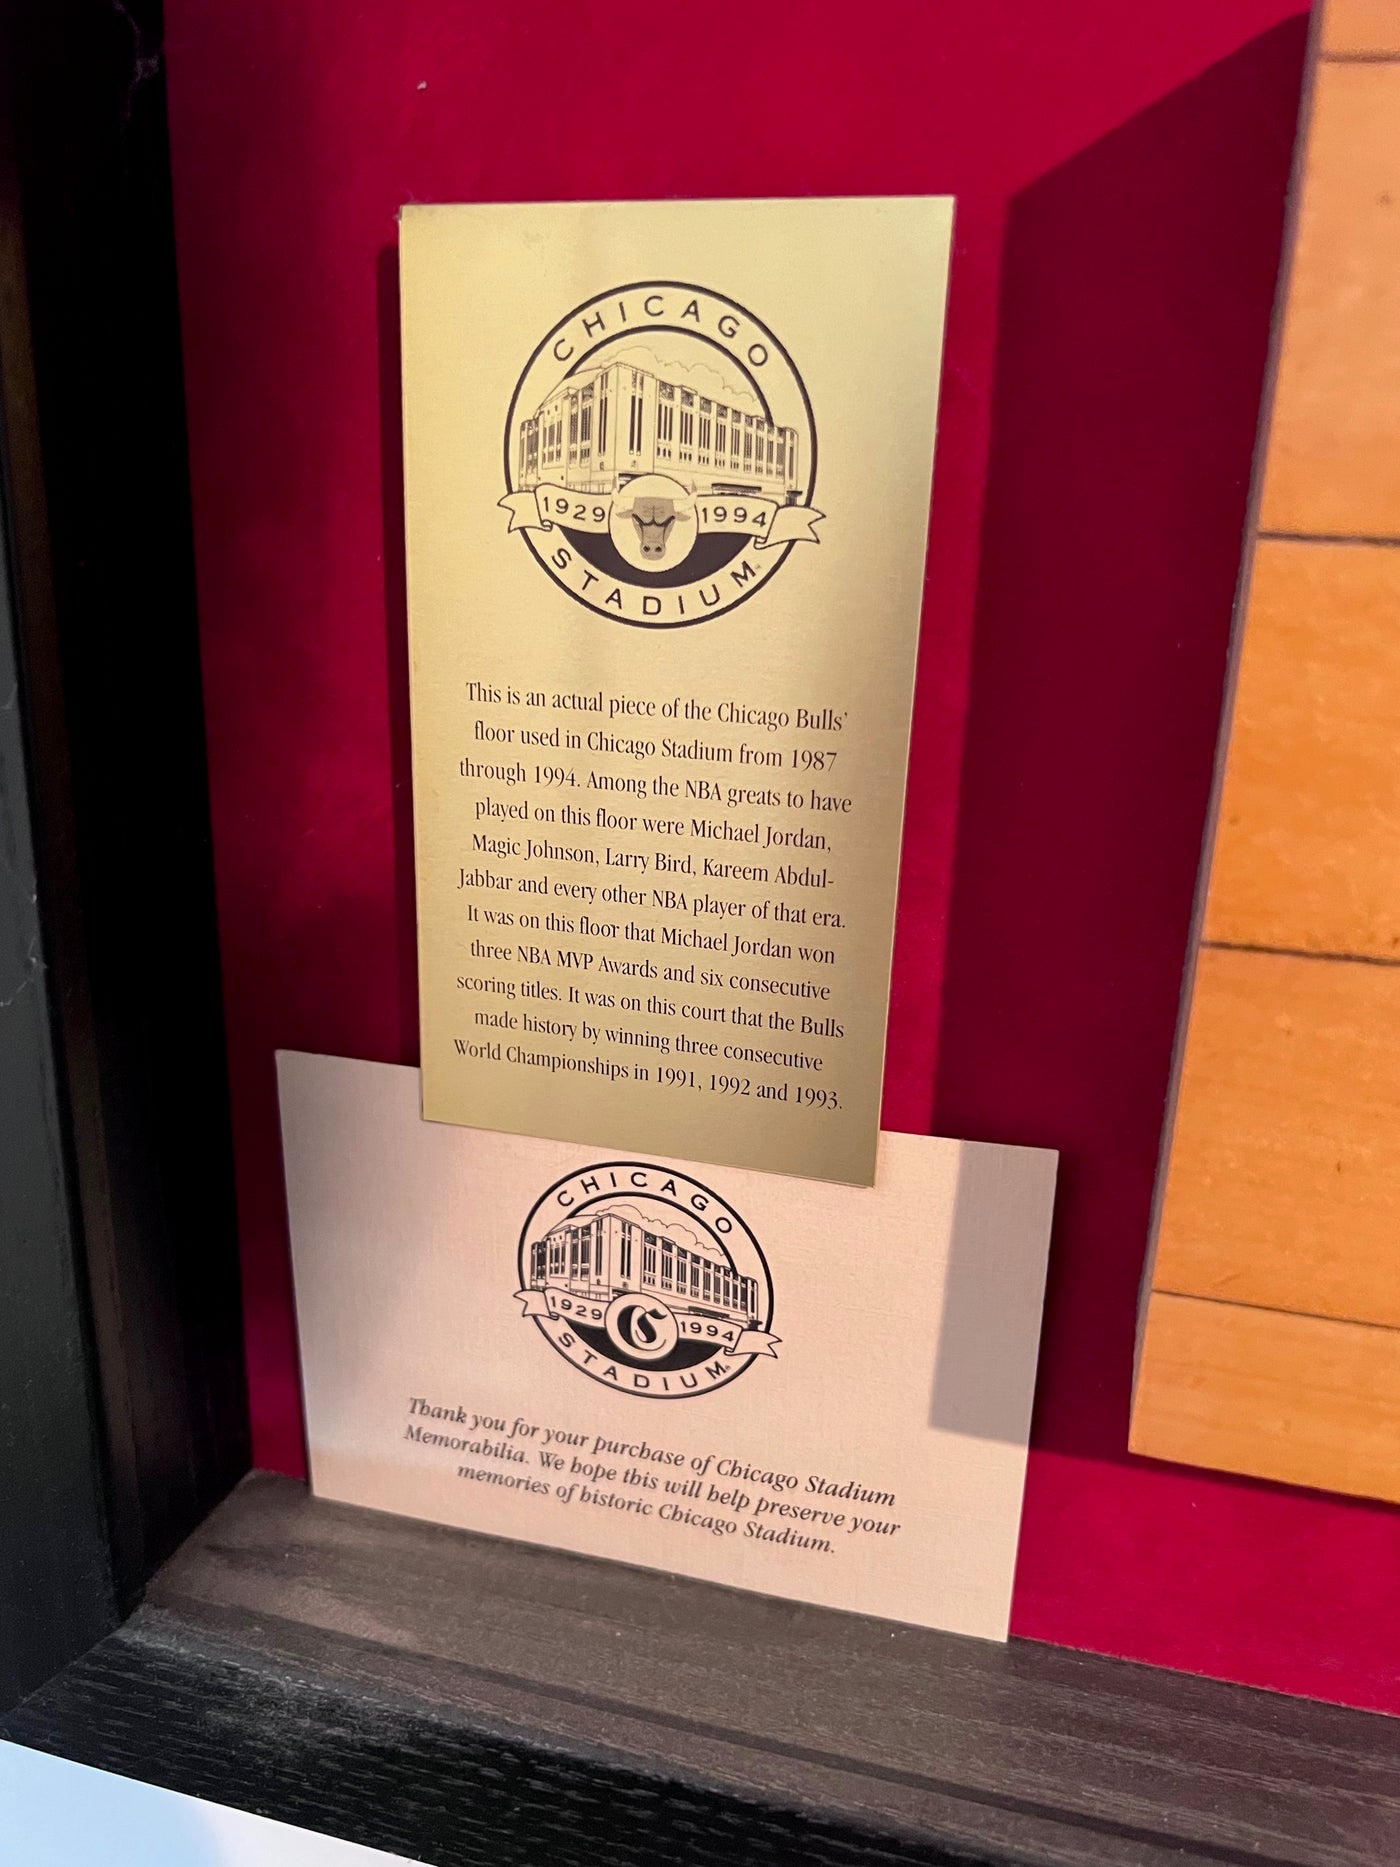 CHICAGO
1929 1994
STADIUM
This is an actual piece of the Chicago Bulls'
floor used in Chicago Stadium from 1987
through 1994. Among the NBA greats to have
played on this floor were Michael Jordan,
Magic Johnson, Larry Bird, Kareem Abdul-
Jabbar and every other NBA player of that era.
It was on this floor that Michael Jordan won
three NBA MVP Awards and six consecutive
scoring titles. It was on this court that the Bulls
made history by winning three consecutive
World Championships in 1991, 1992 and 1993.
CHICAGO
1929 CS 1994
STADIUM
Thank you for your purchase of Chicago Stadium
Memorabilia. We hope this will help preserve your
memories of historic Chicago Stadium.